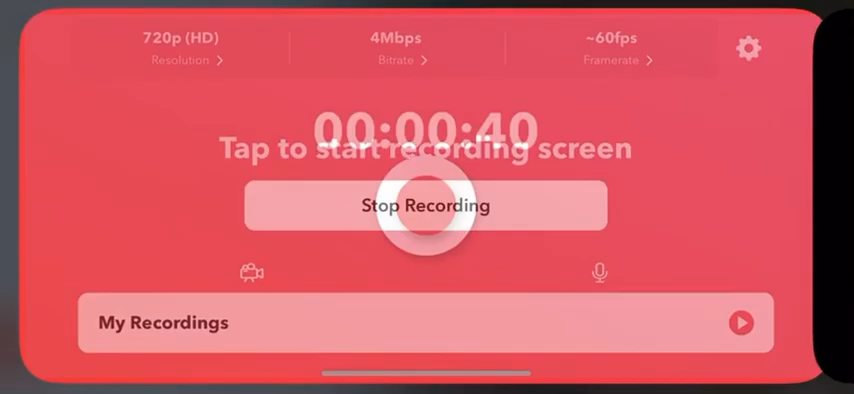 720p (HD) 4Mbps ~60fps
Resolution Bitrate Framerate
00:00:40
Tap to start recording screen
Stop Recording
My Recordings